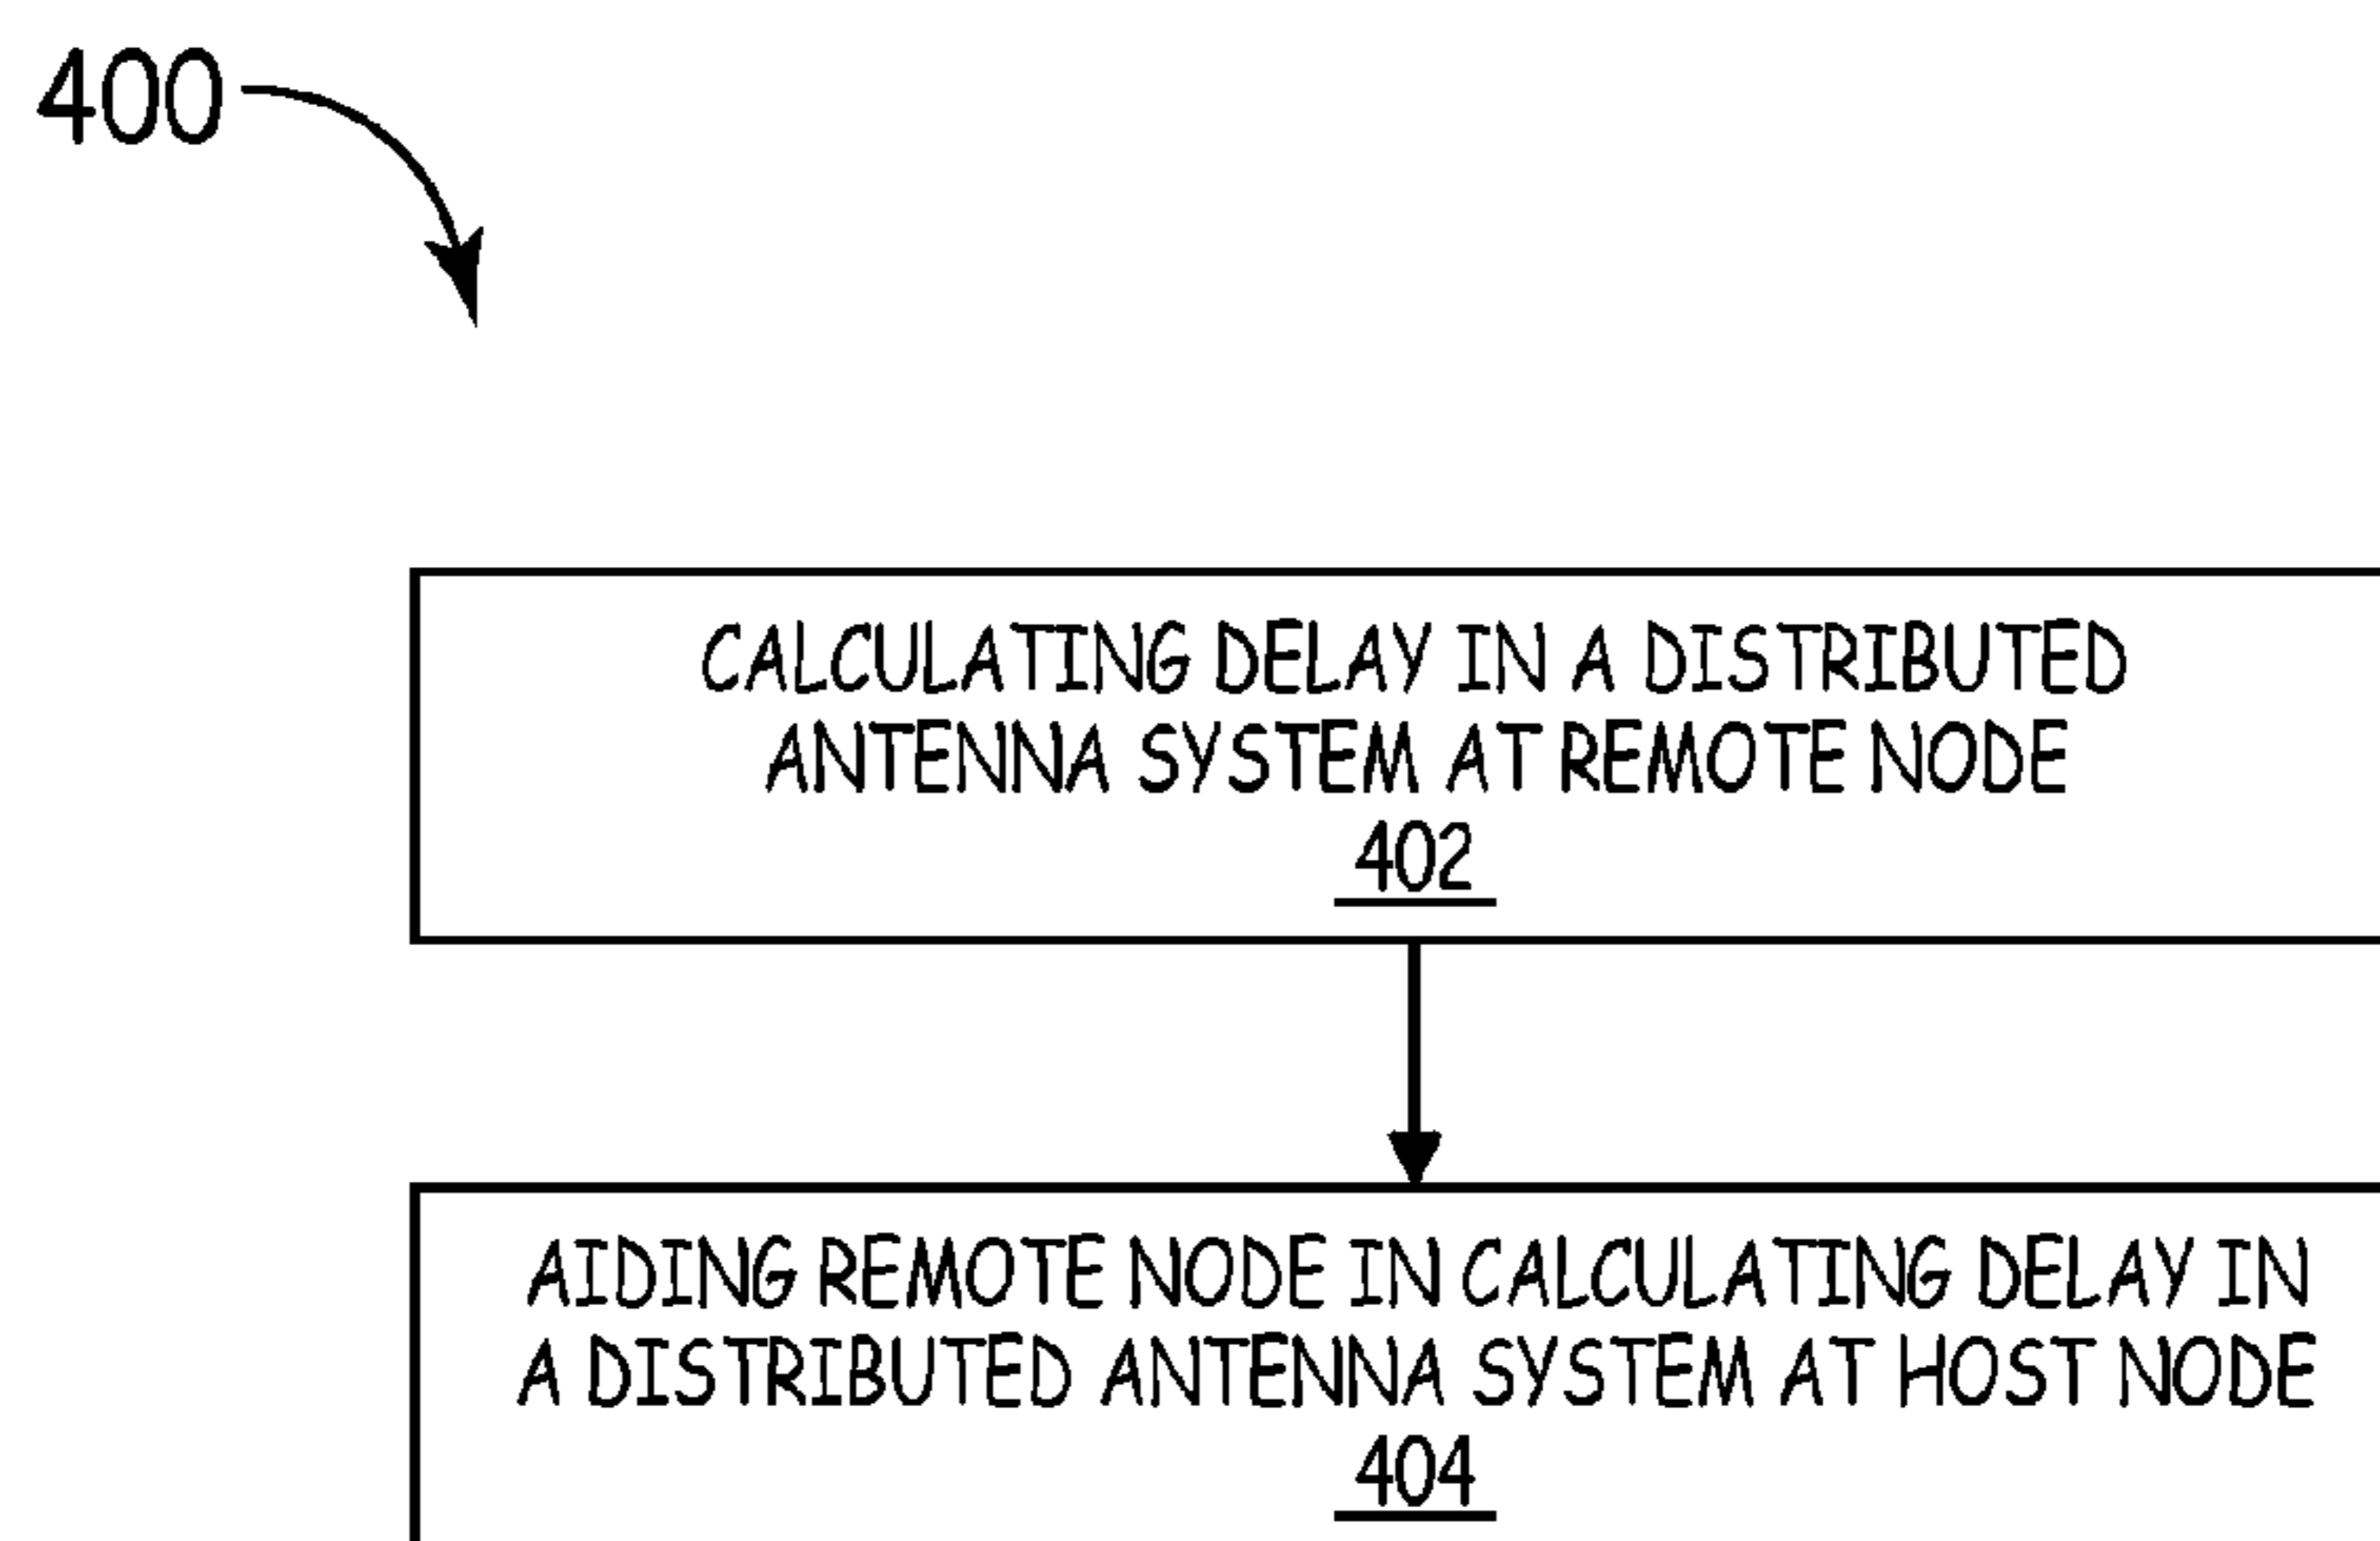 400
CALCULATING DELAY IN A DISTRIBUTED
ANTENNA SYSTEM AT REMOTE NODE
402
AIDING REMOTE NODE IN CALCULATING DELAY IN
A DISTRIBUTED ANTENNA SYSTEM AT HOST NODE
404